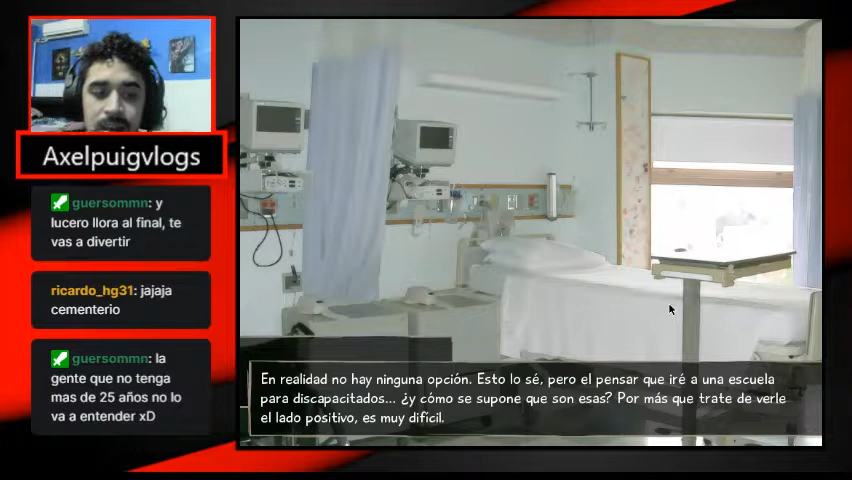 Axelpuigvlogs
guersommn: y
lucero llora al final, te
vas a divertir
ricardo_hg31: jajaja
cementerio
guersommn: la
gente que no tenga
mas de 25 años no lo
va a entender xD
En realidad no hay ninguna opción. Esto lo sé, pero el pensar que iré a una escuela
para discapacitados... ¿y cómo se supone que son esas? Por más que trate de verle
el lado positivo, es muy difícil.